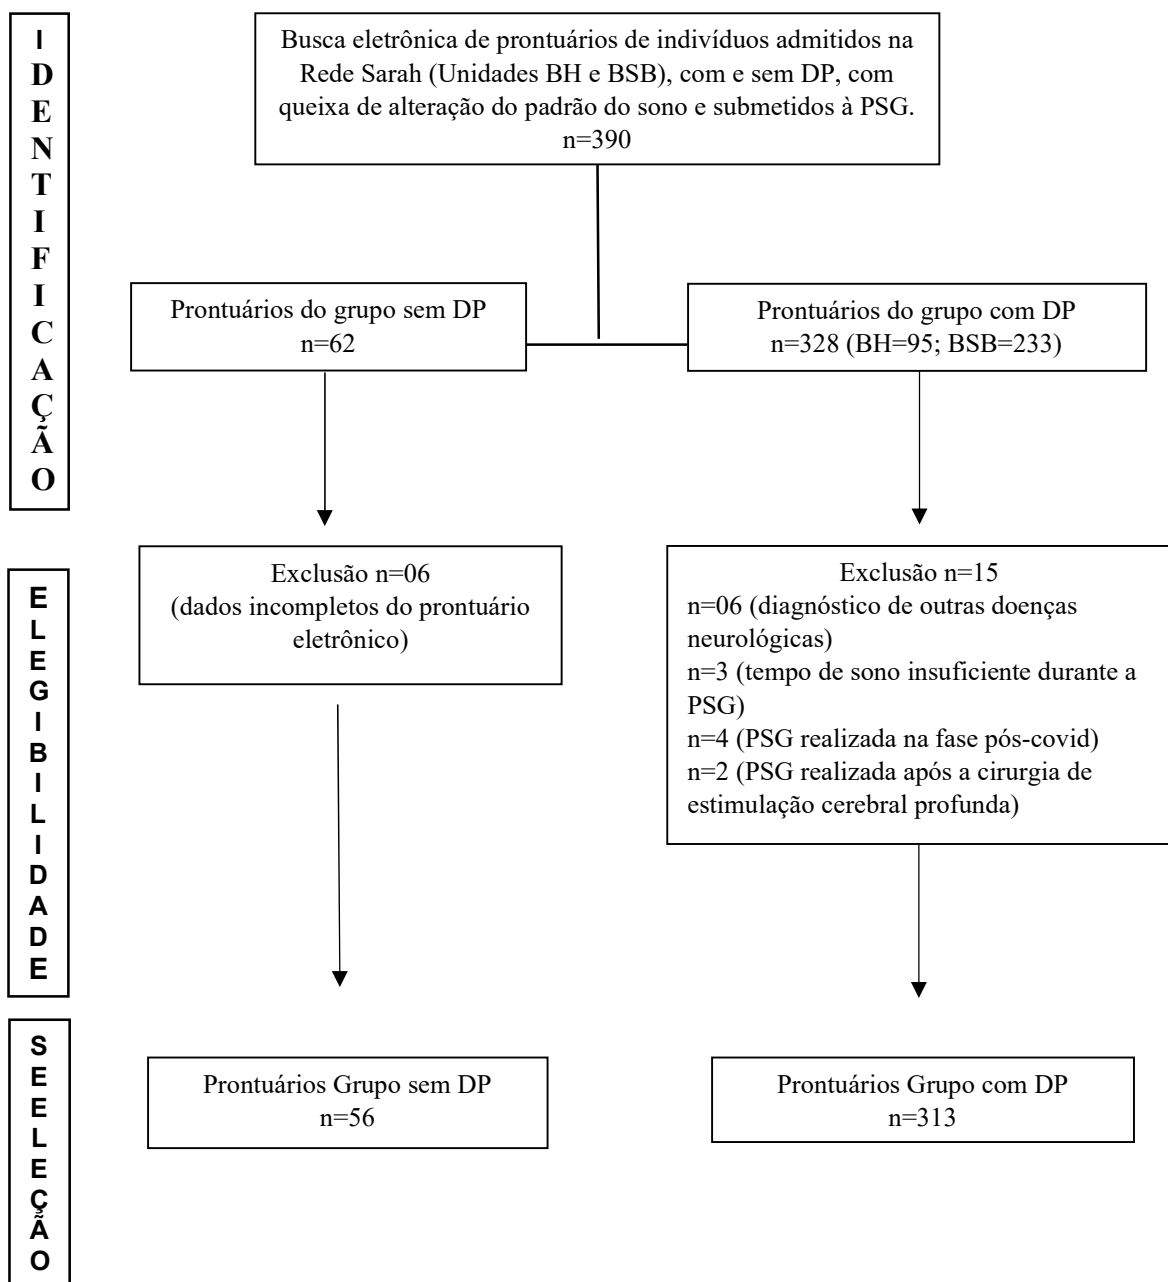 IDENTIFICAÇÃO
Busca eletrônica de prontuários de indivíduos admitidos na
Rede Sarah (Unidades BH e BSB), com e sem DP, com
queixa de alteração do padrão do sono e submetidos à PSG.
n=390
Prontuários do grupo sem DP
n=62
Prontuários do grupo com DP
n=328 (BH=95; BSB=233)
ELEGIBILIDADE
Exclusão n=06
(dados incompletos do prontuário
eletrônico)
Exclusão n=15
n=06 (diagnóstico de outras doenças
neurológicas)
n=3 (tempo de sono insuficiente durante a
PSG)
n=4 (PSG realizada na fase pós-covid)
n=2 (PSG realizada após a cirurgia de
estimulação cerebral profunda)
SEELEÇÃO
Prontuários Grupo sem DP
n=56
Prontuários Grupo com DP
n=313